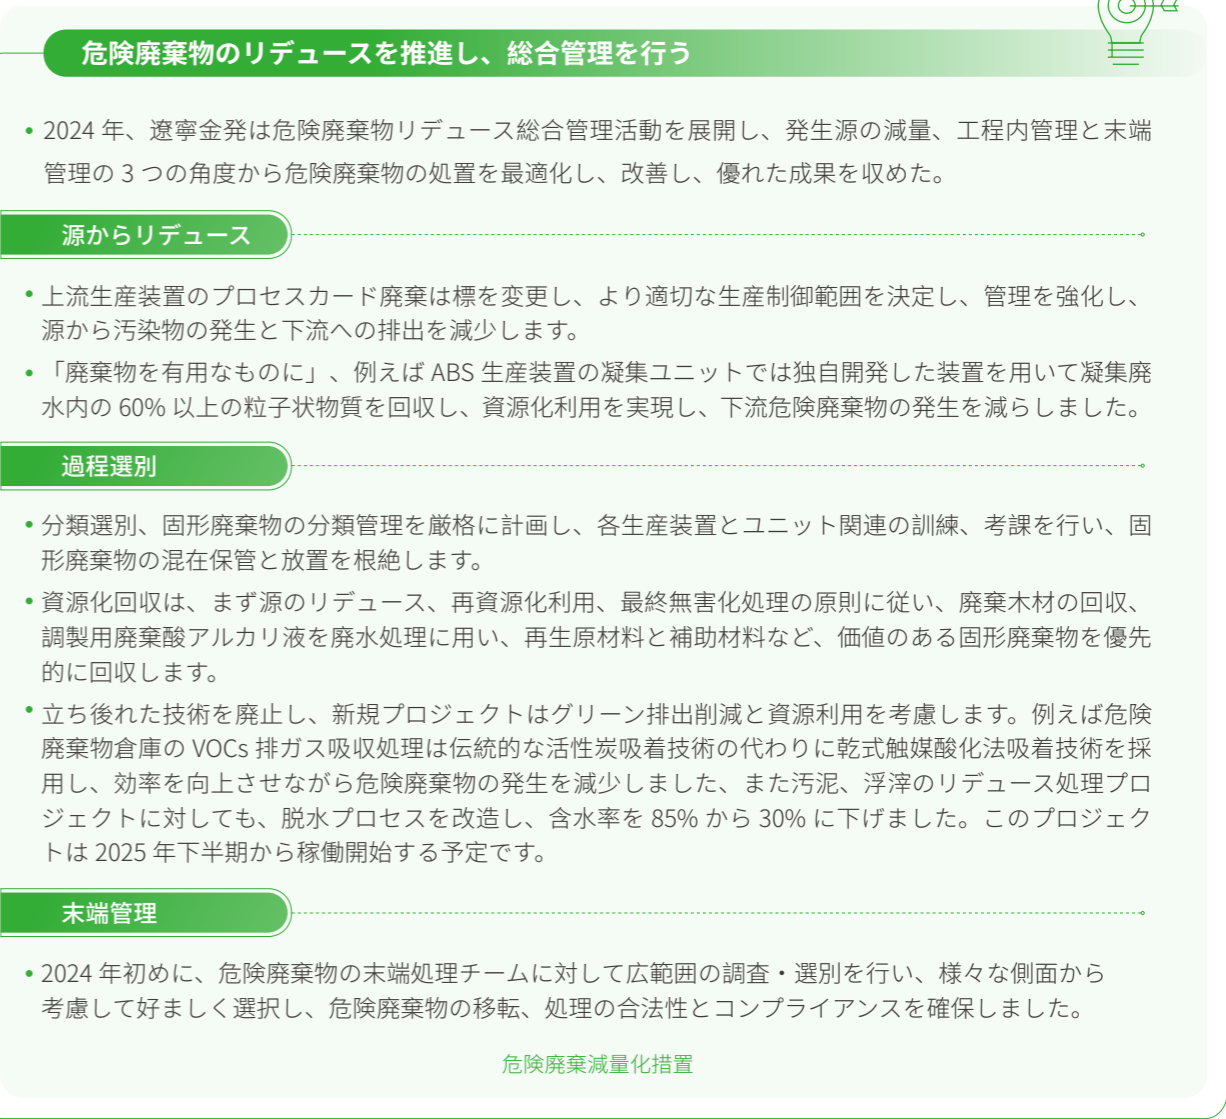 危険廃棄物のリデュースを推進し、総合管理を行う
• 2024 年、遼寧金発は危険廃棄物リデュース総合管理活動を展開し、発生源の減量、工程内管理と末端
管理の 3 つの角度から危険廃棄物の処置を最適化し、改善し、優れた成果を収めた。
源からリデュース
• 上流生産装置のプロセスカード廃棄は標を変更し、より適切な生産制御範囲を決定し、管理を強化し、
源から汚染物の発生と下流への排出を減少します。
• 「廃棄物を有用なものに」、例えば ABS 生産装置の凝集ユニットでは独自開発した装置を用いて凝集廃
水内の 60% 以上の粒子状物質を回収し、資源化利用を実現し、下流危険廃棄物の発生を減らしました。
過程選別
• 分類選別、固形廃棄物の分類管理を厳格に計画し、各生産装置とユニット関連の訓練、考課を行い、固
形廃棄物の混在保管と放置を根絶します。
• 資源化回収は、まず源のリデュース、再資源化利用、最終無害化処理の原則に従い、廃棄木材の回収、
調製用廃棄酸アルカリ液を廃水処理に用い、再生原材料と補助材料など、価値のある固形廃棄物を優先
的に回収します。
• 立ち後れた技術を廃止し、新規プロジェクトはグリーン排出削減と資源利用を考慮します。例えば危険
廃棄物倉庫の VOCs 排ガス吸収処理は伝統的な活性炭吸着技術の代わりに乾式触媒酸化法吸着技術を採
用し、効率を向上させながら危険廃棄物の発生を減少しました、また汚泥、浮滓のリデュース処理プロ
ジェクトに対しても、脱水プロセスを改造し、含水率を 85% から 30% に下げました。このプロジェク
トは 2025 年下半期から稼働開始する予定です。
末端管理
• 2024 年初めに、危険廃棄物の末端処理チームに対して広範囲の調査・選別を行い、様々な側面から
考慮して好ましく選択し、危険廃棄物の移転、処理の合法性とコンプライアンスを確保しました。
危険廃棄減量化措置